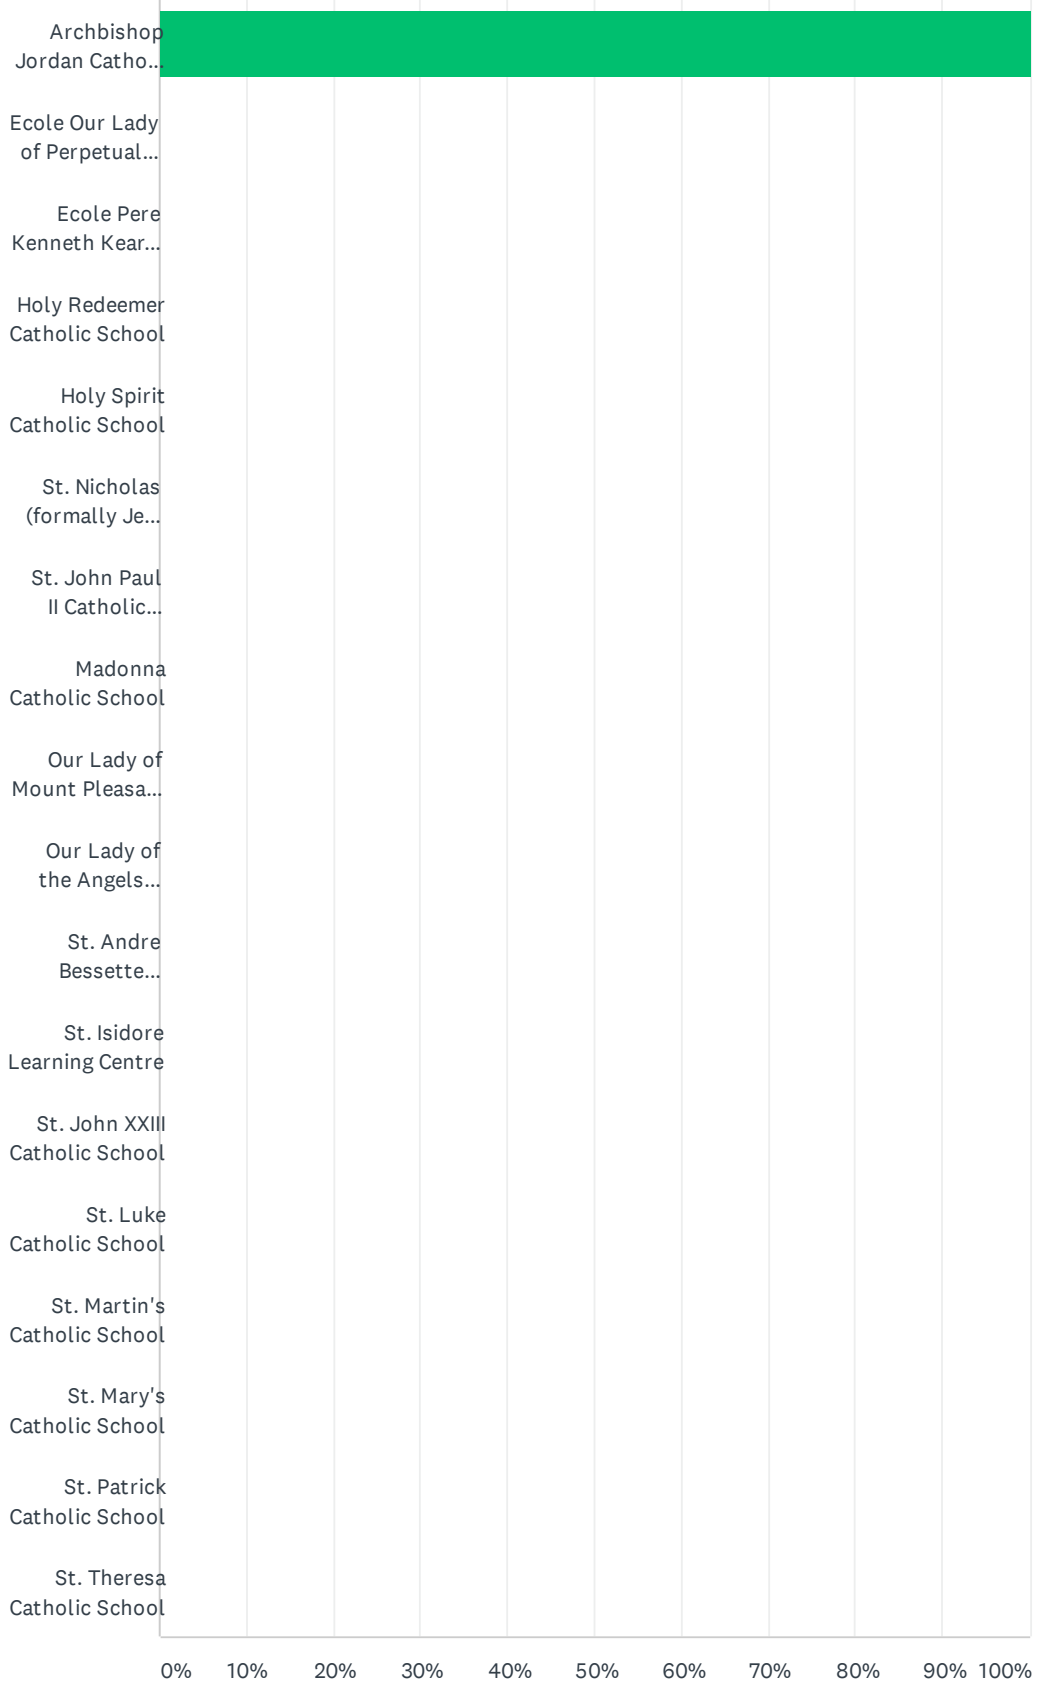 Archbishop
Jordan Catho...
Ecole Our Lady
of Perpetual...
Ecole Pere
Kenneth Kear...
Holy Redeemer
Catholic School
Holy Spirit
Catholic School
St. Nicholas
(formally Je...
St. John Paul
II Catholic...
Madonna
Catholic School
Our Lady of
Mount Pleasa...
Our Lady of
the Angels...
St. Andre
Bessette...
St. Isidore
Learning Centre
St. John XXIII
Catholic School
St. Luke
Catholic School
St. Martin's
Catholic School
St. Mary's
Catholic School
St. Patrick
Catholic School
St. Theresa
Catholic School
0% 10% 20% 30% 40% 50% 60% 70% 80% 90% 100%